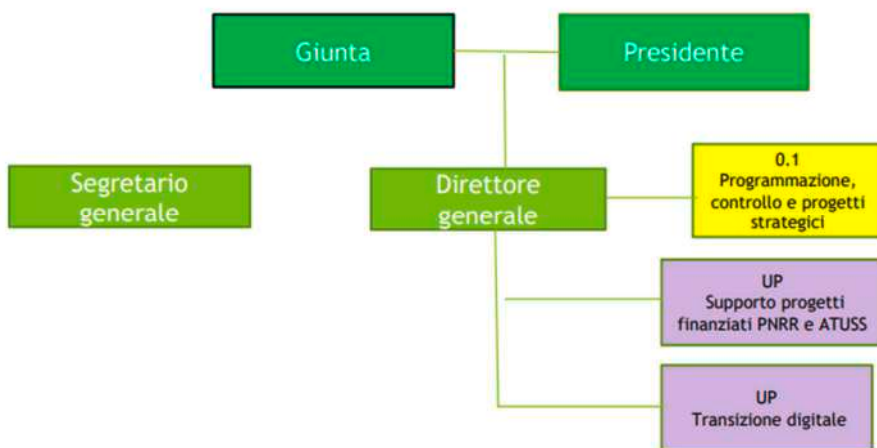 Giunta
Presidente
Segretario
generale
Direttore
generale
0.1
Programmazione,
controllo e progetti
strategici
UP
Supporto progetti
finanziati PNRR e ATUSS
UP
Transizione digitale